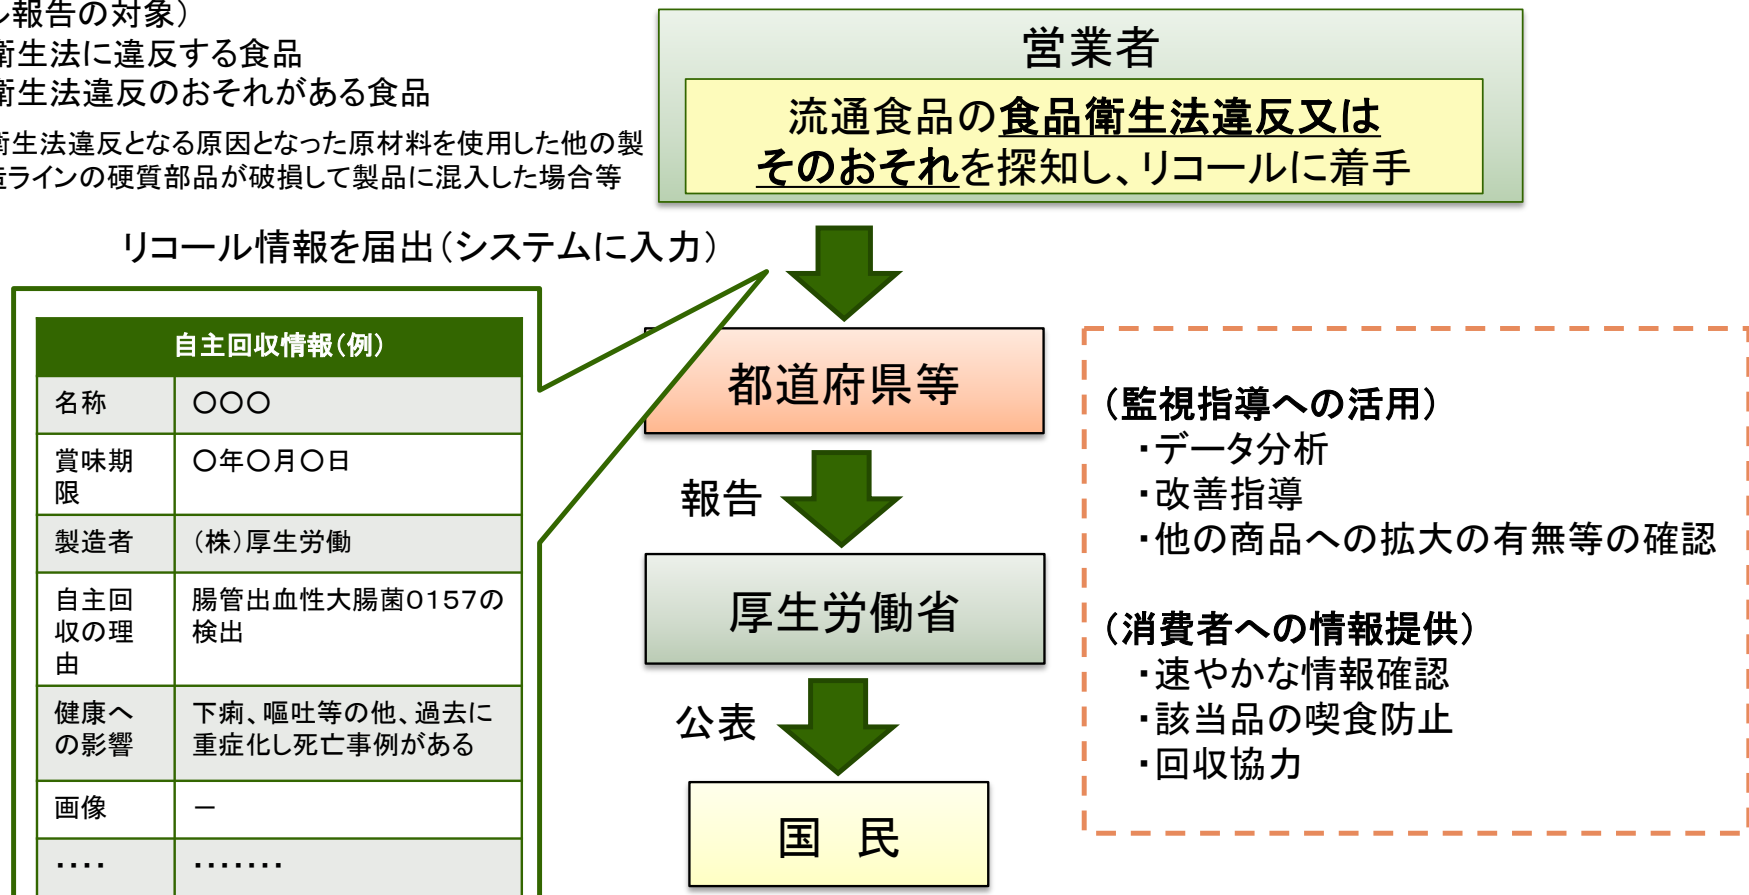 ル報告の対象）
衛生法に違反する食品
衛生法違反のおそれがある食品
衛生法違反となる原因となった原材料を使用した他の製
造ラインの硬質部品が破損して製品に混入した場合等
営業者
流通食品の食品衛生法違反又は
そのおそれを探知し、リコールに着手
リコール情報を届出（システムに入力）
自主回収情報（例）
名称 〇〇〇
賞味期
限
〇年〇月〇日
製造者 （株）厚生労働
自主回
収の理
由
腸管出血性大腸菌O157の
検出
健康へ
の影響
下痢、嘔吐等の他、過去に
重症化し死亡事例がある
画像 －
‥‥ ・・・・・・・
都道府県等
報告
厚生労働省
公表
国　民
（監視指導への活用）
・データ分析
・改善指導
・他の商品への拡大の有無等の確認
（消費者への情報提供）
・速やかな情報確認
・該当品の喫食防止
・回収協力